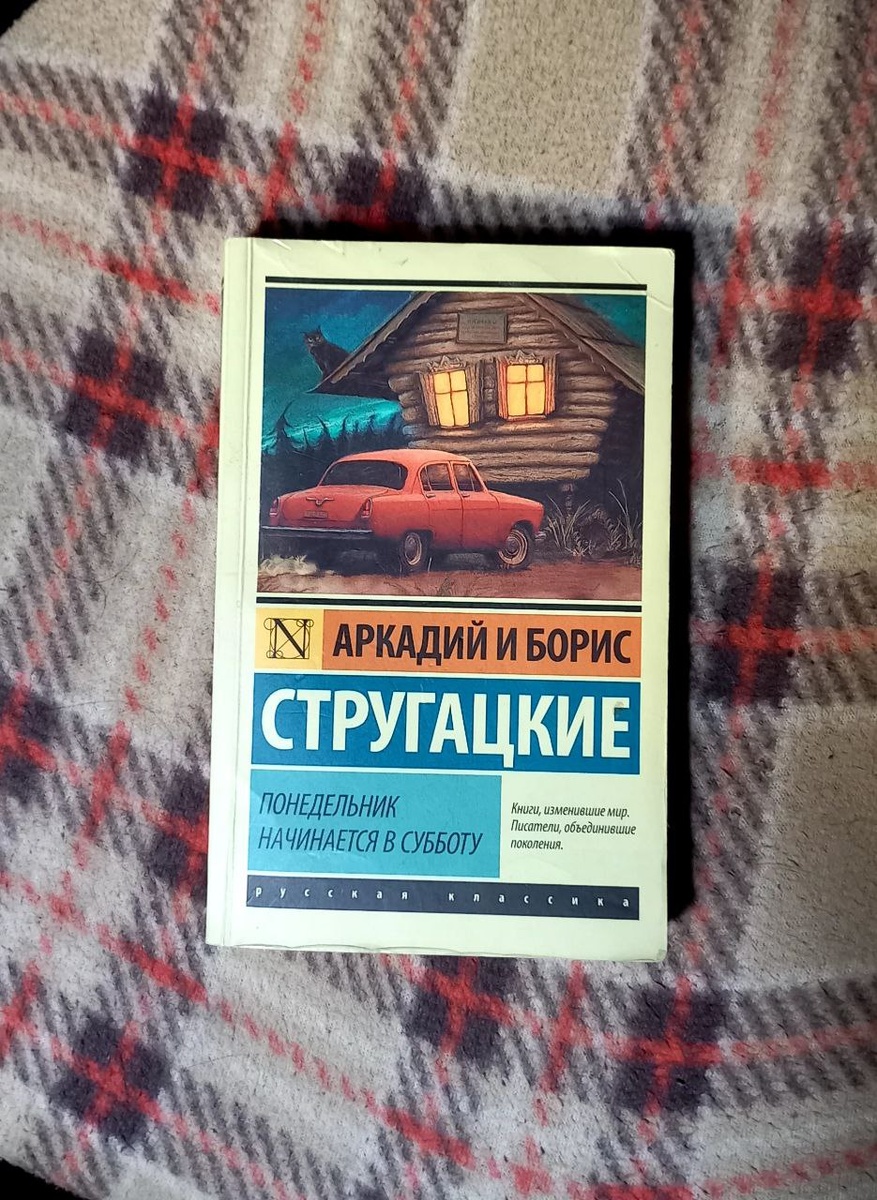 АРКАДИЙ И БОРИС
СТРУГАЦКИЕ
ПОНЕДЕЛЬНИК
НАЧИНАЕТСЯ В СУББОТУ
Книги, изменившие мир.
Писатели, объединившие
поколения.
русская классика